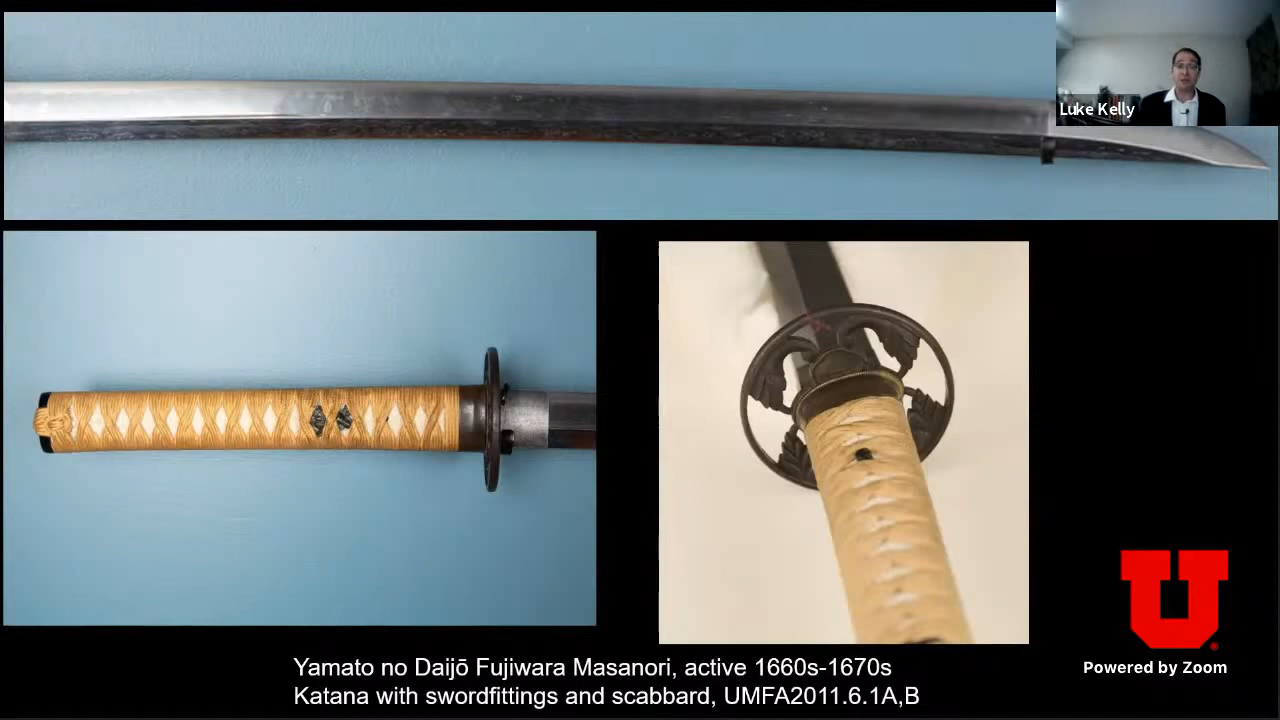 Luke Kelly
U
Powered by Zoom
Yamato no Daijō Fujiwara Masanori, active 1660s-1670s
Katana with swordfittings and scabbard, UMFA2011.6.1A,B